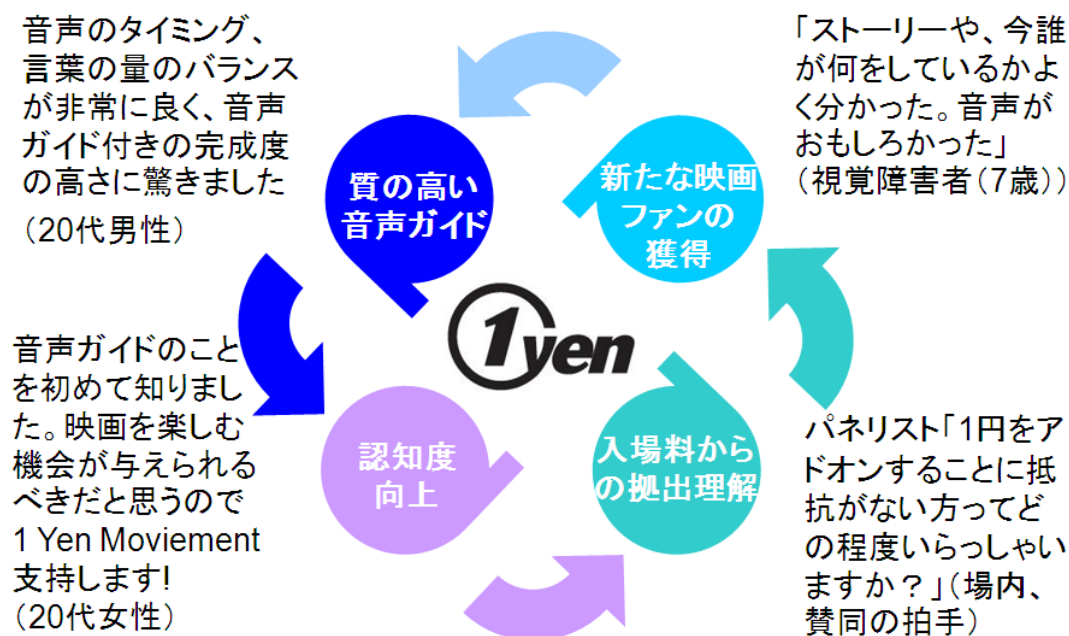 音声のタイミング、
言葉の量のバランス
が非常に良く、音声
ガイド付きの完成度
の高さに驚きました
（20代男性）
質の高い
音声ガイド
新たな映画
ファンの
獲得
「ストーリーや、今誰
が何をしているかよ
く分かった。音声が
おもしろかった」
（視覚障害者（7歳））
1yen
音声ガイドのこと
を初めて知りまし
た。映画を楽しむ
機会が与えられる
べきだと思うので
1 Yen Moviement
支持します!
（20代女性）
認知度
向上
入場料から
の拠出理解
パネリスト「1円をア
ドオンすることに抵
抗がない方ってど
の程度いらっしゃい
ますか？」（場内、
賛同の拍手）